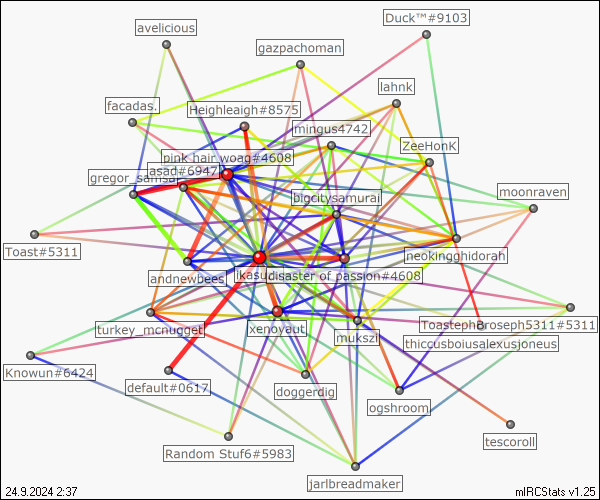 Duck™#9103
avelicious
gazpachoman
lahnk
facadas.
Heighleaigh#8575
mingus4742
ZeeHonK
pink hair woag#4608
asad#6947
gregor_samsa
moonraven
bigcitysamurai
Toast#5311
neokingghidorah
kasu
disaster of passion#4608
andnewbees
turkey_mcnugget
xenoyaut
mukszi
ToastephBroseph5311#5311
thiccusboiusalexusjoneus
Knowun#6424
default#0617
doggerdig
ogshroom
tescoroll
Random Stuf6#5983
jarlbreadmaker
24.9.2024 2:37
mIRCStats v1.25